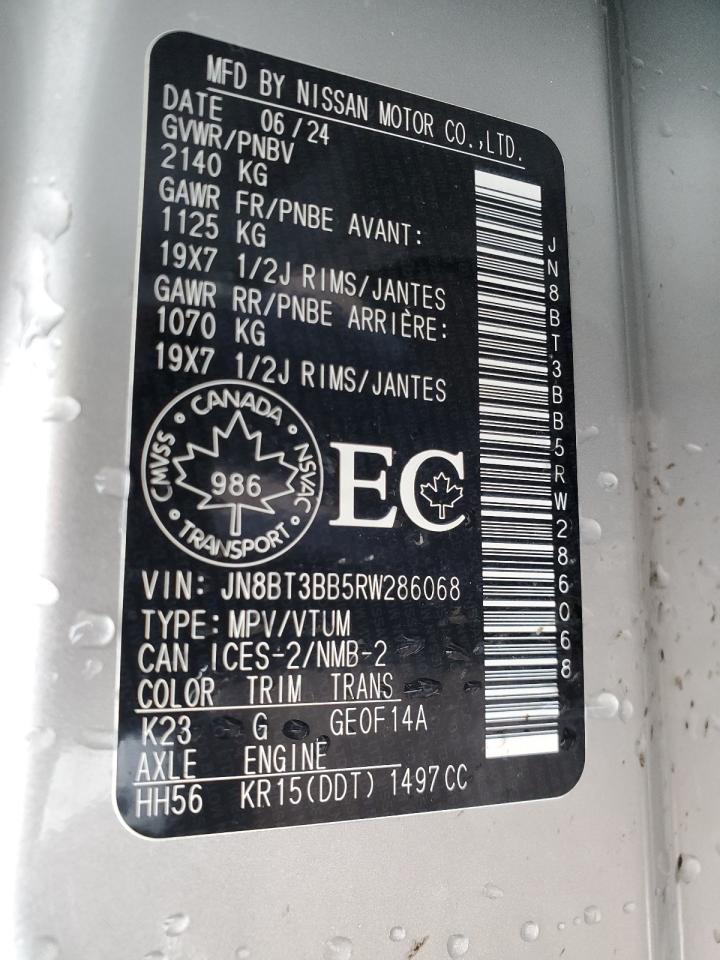 MFD BY NISSAN MOTOR CO.,LTD.
DATE 06/24
GVWR/PNBV
2140 KG
GAWR FR/PNBE AVANT:
1125 KG
19X7 1/2J RIMS/JANTES
GAWR RR/PNBE ARRIÈRE:
1070 KG
19X7 1/2J RIMS/JANTES
CANADA
CMVSS
NSVAC
986
TRANSPORT
EC
VIN: JN8BT3BB5RW286068
TYPE: MPV/VTUM
CAN ICES-2/NMB-2
COLOR TRIM TRANS
K23 G GE0F14A
AXLE ENGINE
HH56 KR15(DDT) 1497CC
JN8BT3BB5RW286068